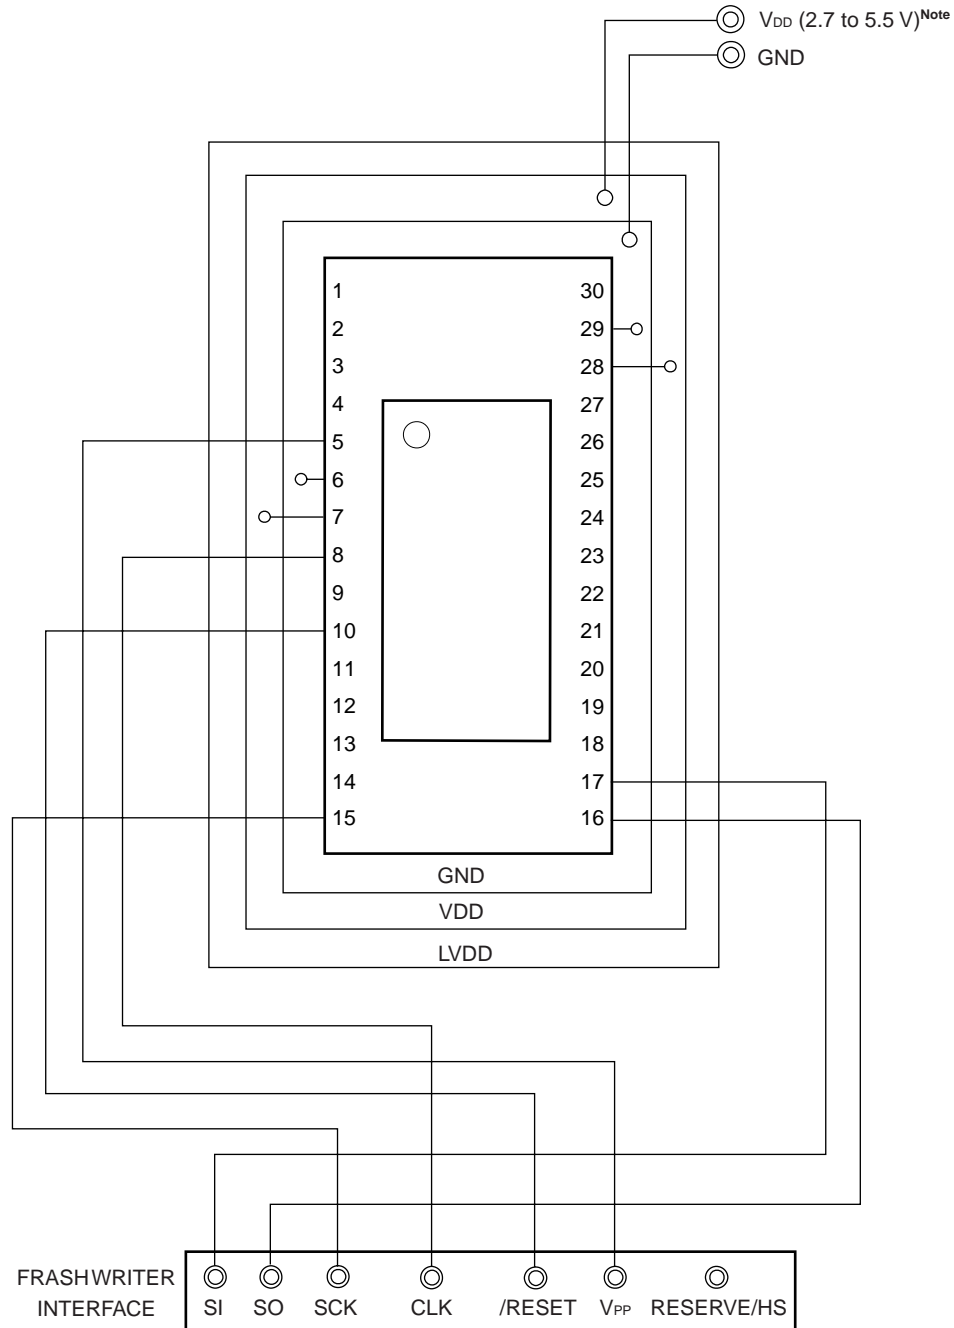 VDD (2.7 to 5.5 V)Note
GND
1 30
2 29
3 28
4 27
5 26
6 25
7 24
8 23
9 22
10 21
11 20
12 19
13 18
14 17
15 16
GND
VDD
LVDD
FRASHWRITER
INTERFACE
SI SO SCK CLK /RESET VPP RESERVE/HS